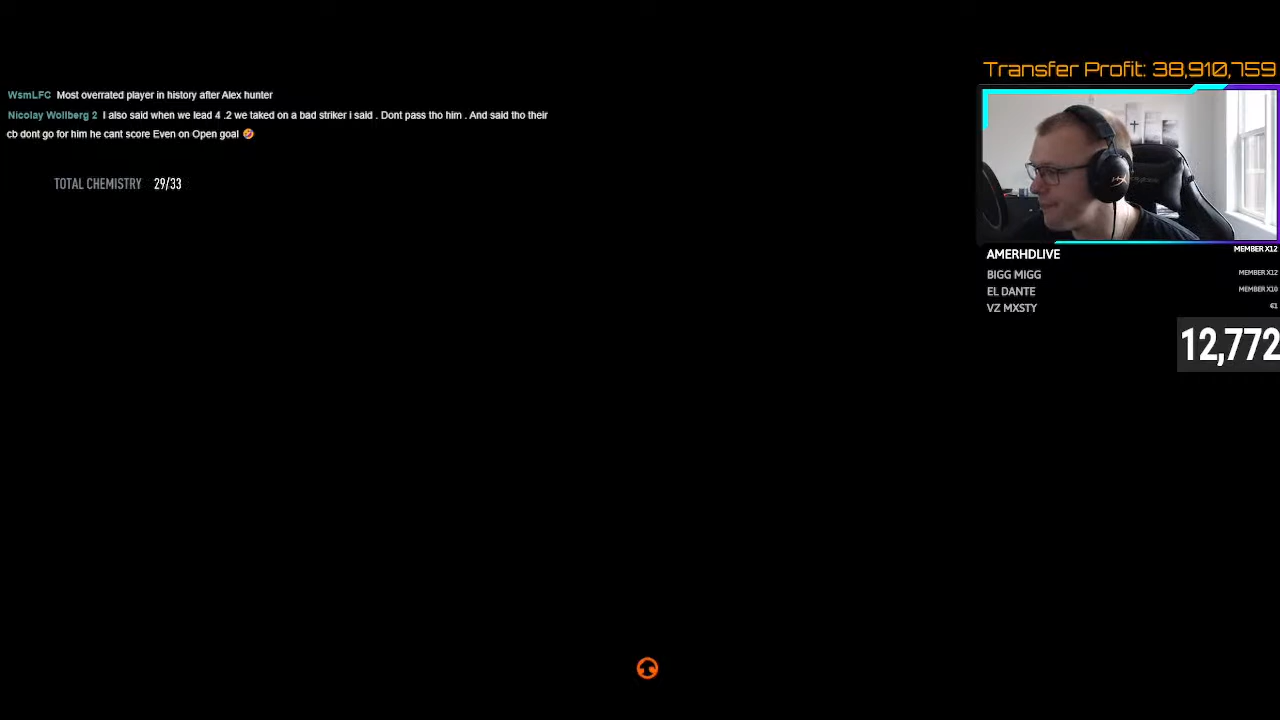 Transfer Profit: 38,910,759
WsmLFC Most overrated player in history after Alex hunter
Nicolay Wollberg 2 I also said when we lead 4 .2 we taked on a bad striker i said . Dont pass tho him . And said tho their
cb dont go for him he cant score Even on Open goal 🤣
TOTAL CHEMISTRY 29/33
AMERHDLIVE MEMBER X12
BIGG MIGG MEMBER X12
EL DANTE MEMBER X10
VZ MXSTY €1
12,772